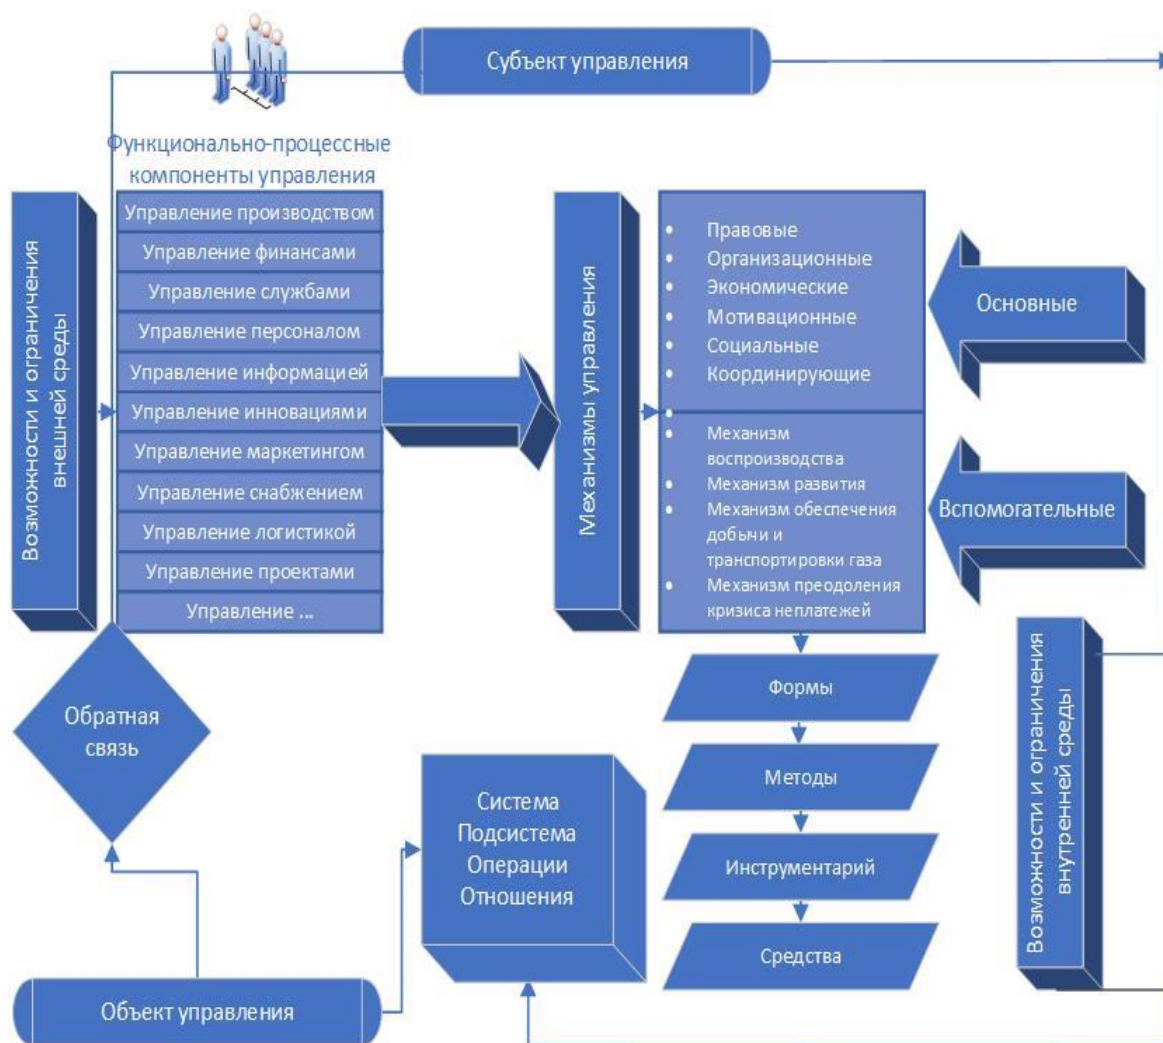 Субъект управления
Функционально-процессные
компоненты управления
Возможности и ограничения
внешней среды
Управление производством
Управление финансами
Управление службами
Управление персоналом
Управление информацией
Управление инновациями
Управление маркетингом
Управление снабжением
Управление логистикой
Управление проектами
Управление ...
Механизмы управления
• Правовые
• Организационные
• Экономические
• Мотивационные
• Социальные
• Координирующие
•
• Механизм
воспроизводства
• Механизм развития
• Механизм обеспечения
добычи и
транспортировки газа
• Механизм преодоления
кризиса неплатежей
Основные
Вспомогательные
Возможности и ограничения
внутренней среды
Формы
Методы
Инструментарий
Средства
Обратная
связь
Система
Подсистема
Операции
Отношения
Объект управления